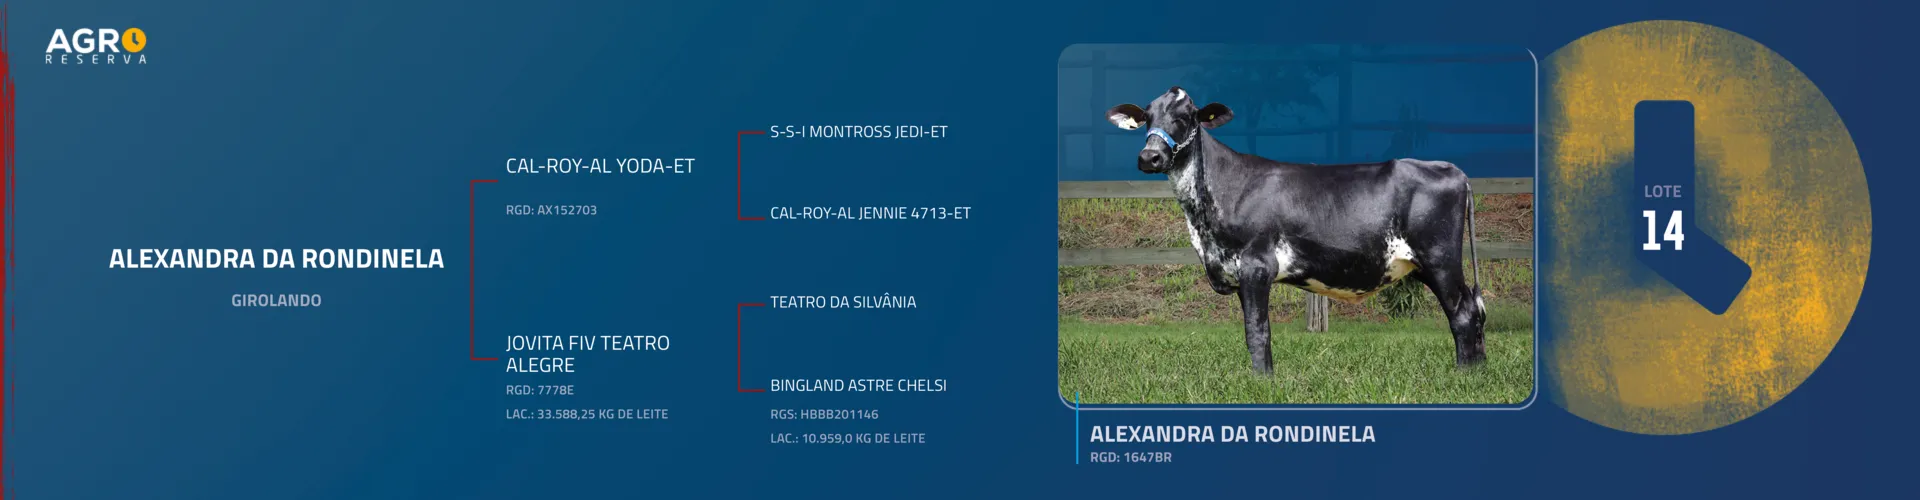 AGRO
RESERVA
ALEXANDRA DA RONDINELA
GIROLANDO
CAL-ROY-AL YODA-ET
RGD: AX152703
JOVITA FIV TEATRO
ALEGRE
RGD: 7778E
LAC.: 33.588,25 KG DE LEITE
S-S-I MONTROSS JEDI-ET
CAL-ROY-AL JENNIE 4713-ET
TEATRO DA SILVÂNIA
BINGLAND ASTRE CHELSI
RGS: HBBB201146
LAC.: 10.959,0 KG DE LEITE
ALEXANDRA DA RONDINELA
RGD: 1647BR
LOTE
14